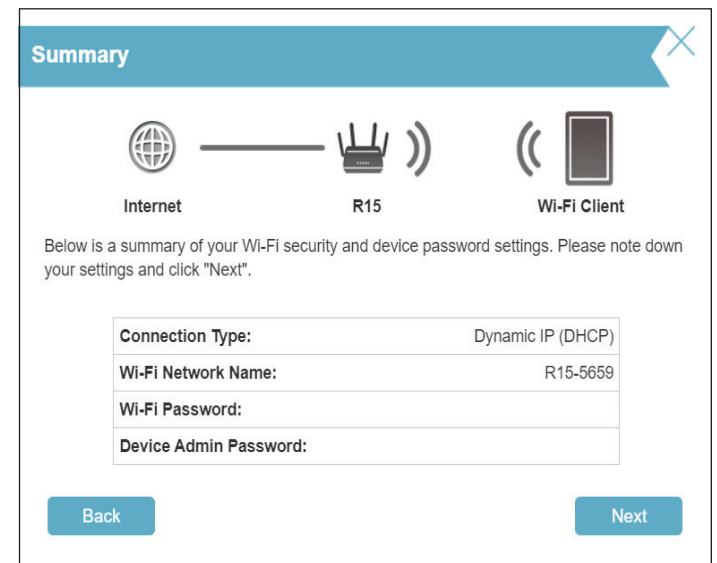 Summary
Internet
R15
Wi-Fi Client
Below is a summary of your Wi-Fi security and device password settings. Please note down
your settings and click "Next".
Connection Type: Dynamic IP (DHCP)
Wi-Fi Network Name: R15-5659
Wi-Fi Password:
Device Admin Password:
Back
Next